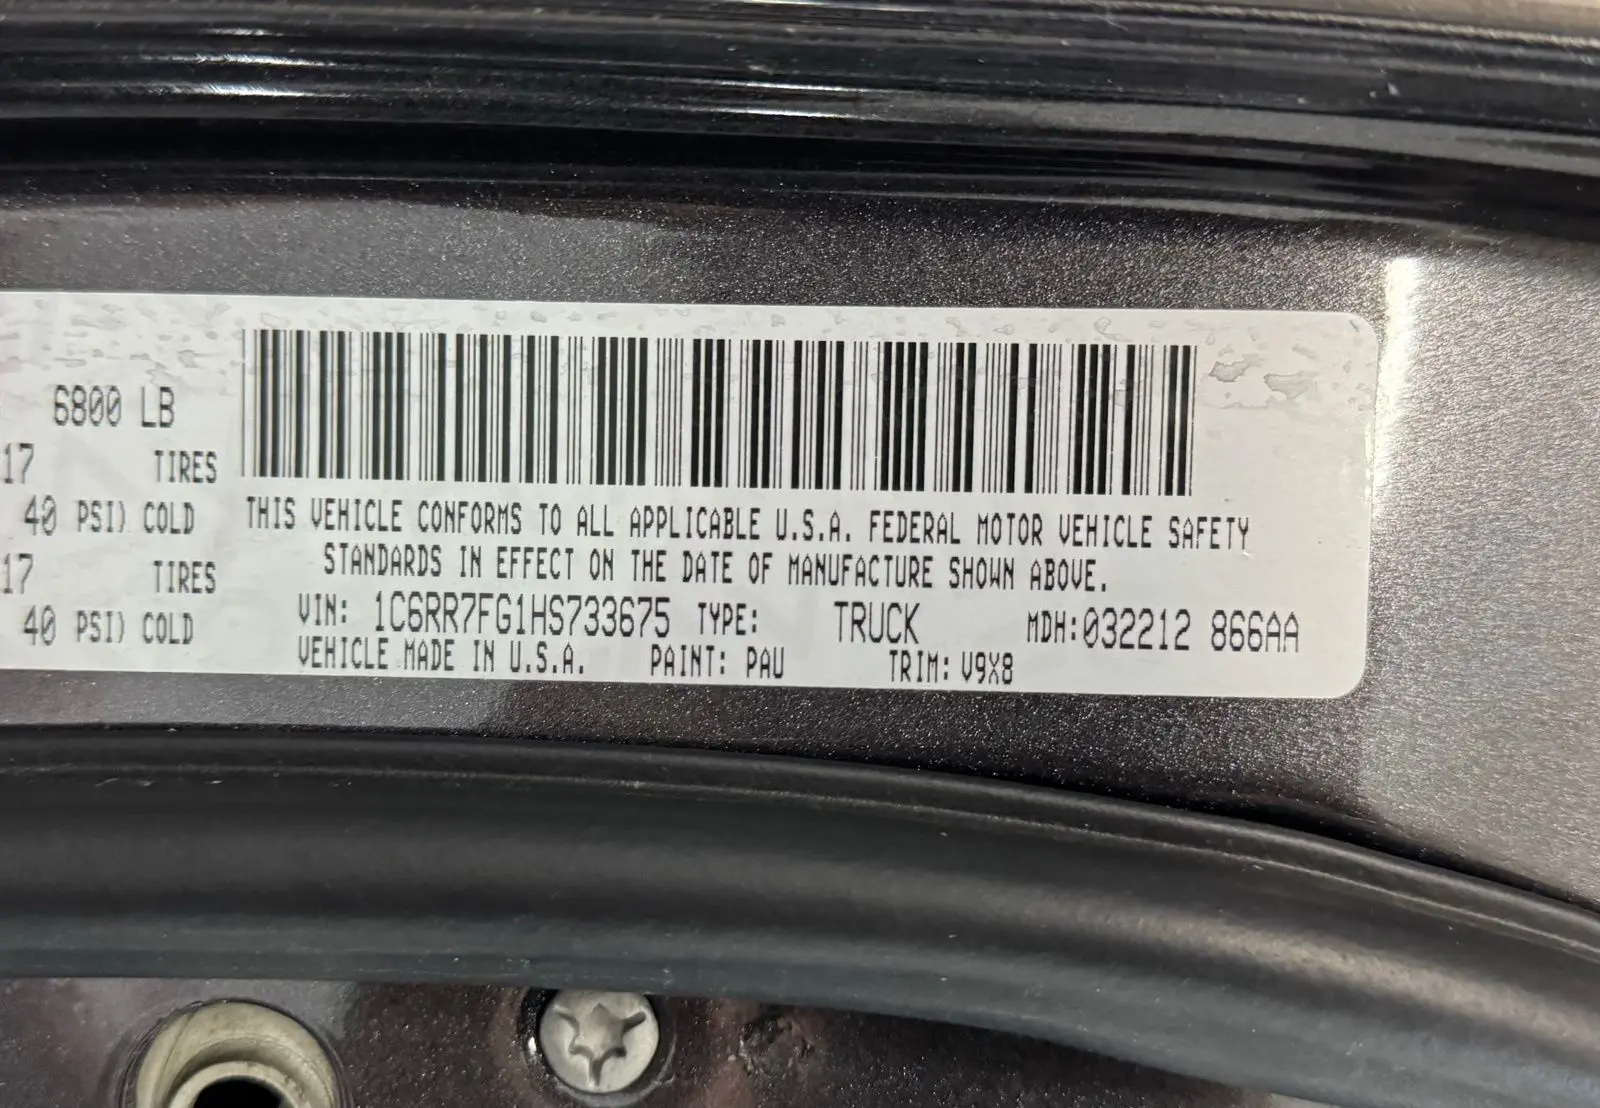 6800 LB
17 TIRES
40 PSI) COLD
17 TIRES
40 PSI) COLD
THIS VEHICLE CONFORMS TO ALL APPLICABLE U.S.A. FEDERAL MOTOR VEHICLE SAFETY
STANDARDS IN EFFECT ON THE DATE OF MANUFACTURE SHOWN ABOVE.
VIN: 1C6RR7FG1HS733675 TYPE: TRUCK MDH:032212 866AA
VEHICLE MADE IN U.S.A. PAINT: PAU TRIM: V9X8